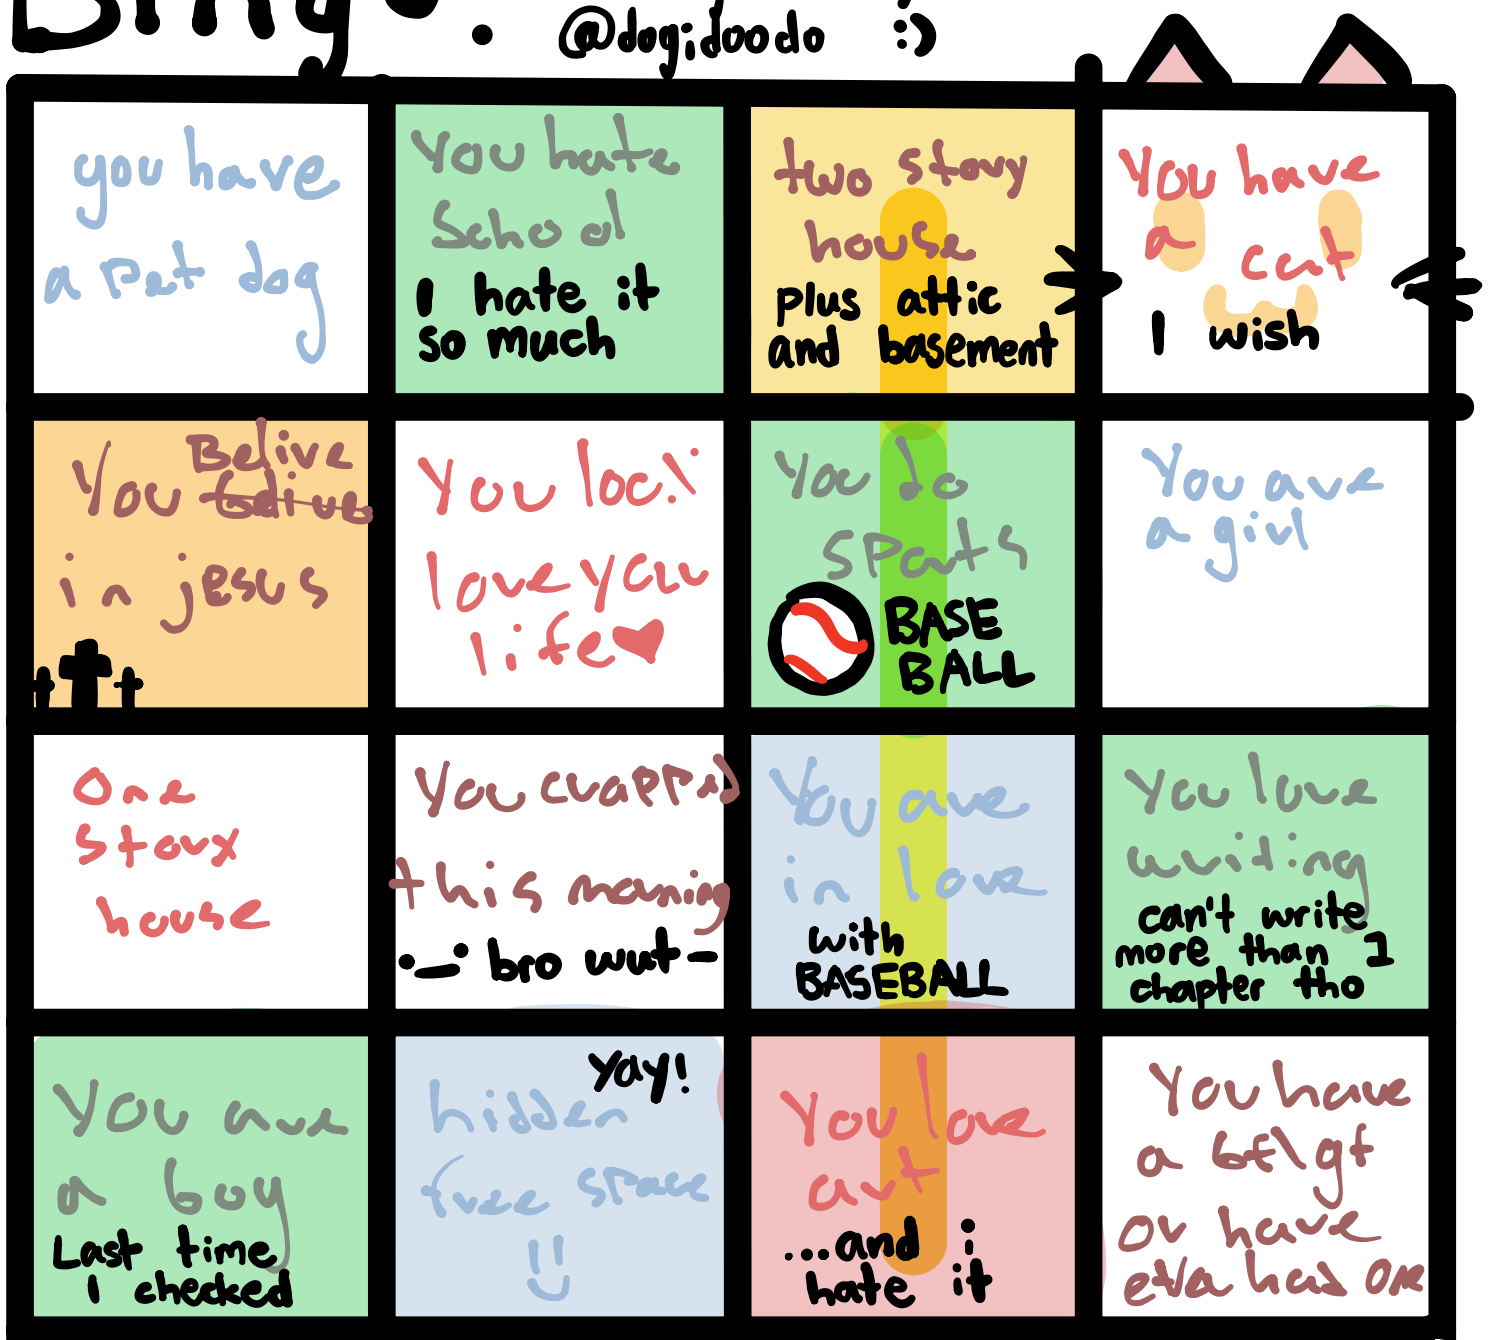 Bingo.
@dogidoodo :)
you have
a pet dog
You hate
School
I hate it
so much
two story
house
plus attic
and basement
You have
a cat
I wish
Belive
You belive
in jesus
You loc!
love your
life
You do
sports
BASE
BALL
You are
a girl
One
story
house
You crapped
this morning
•_• bro wut-
You are
in love
with
BASEBALL
You love
writing
can't write
more than 1
chapter tho
You are
a boy
Last time
I checked
yay!
hidden
free space
You love
art
...and i
hate it
You have
a bf/gf
or have
eva had one